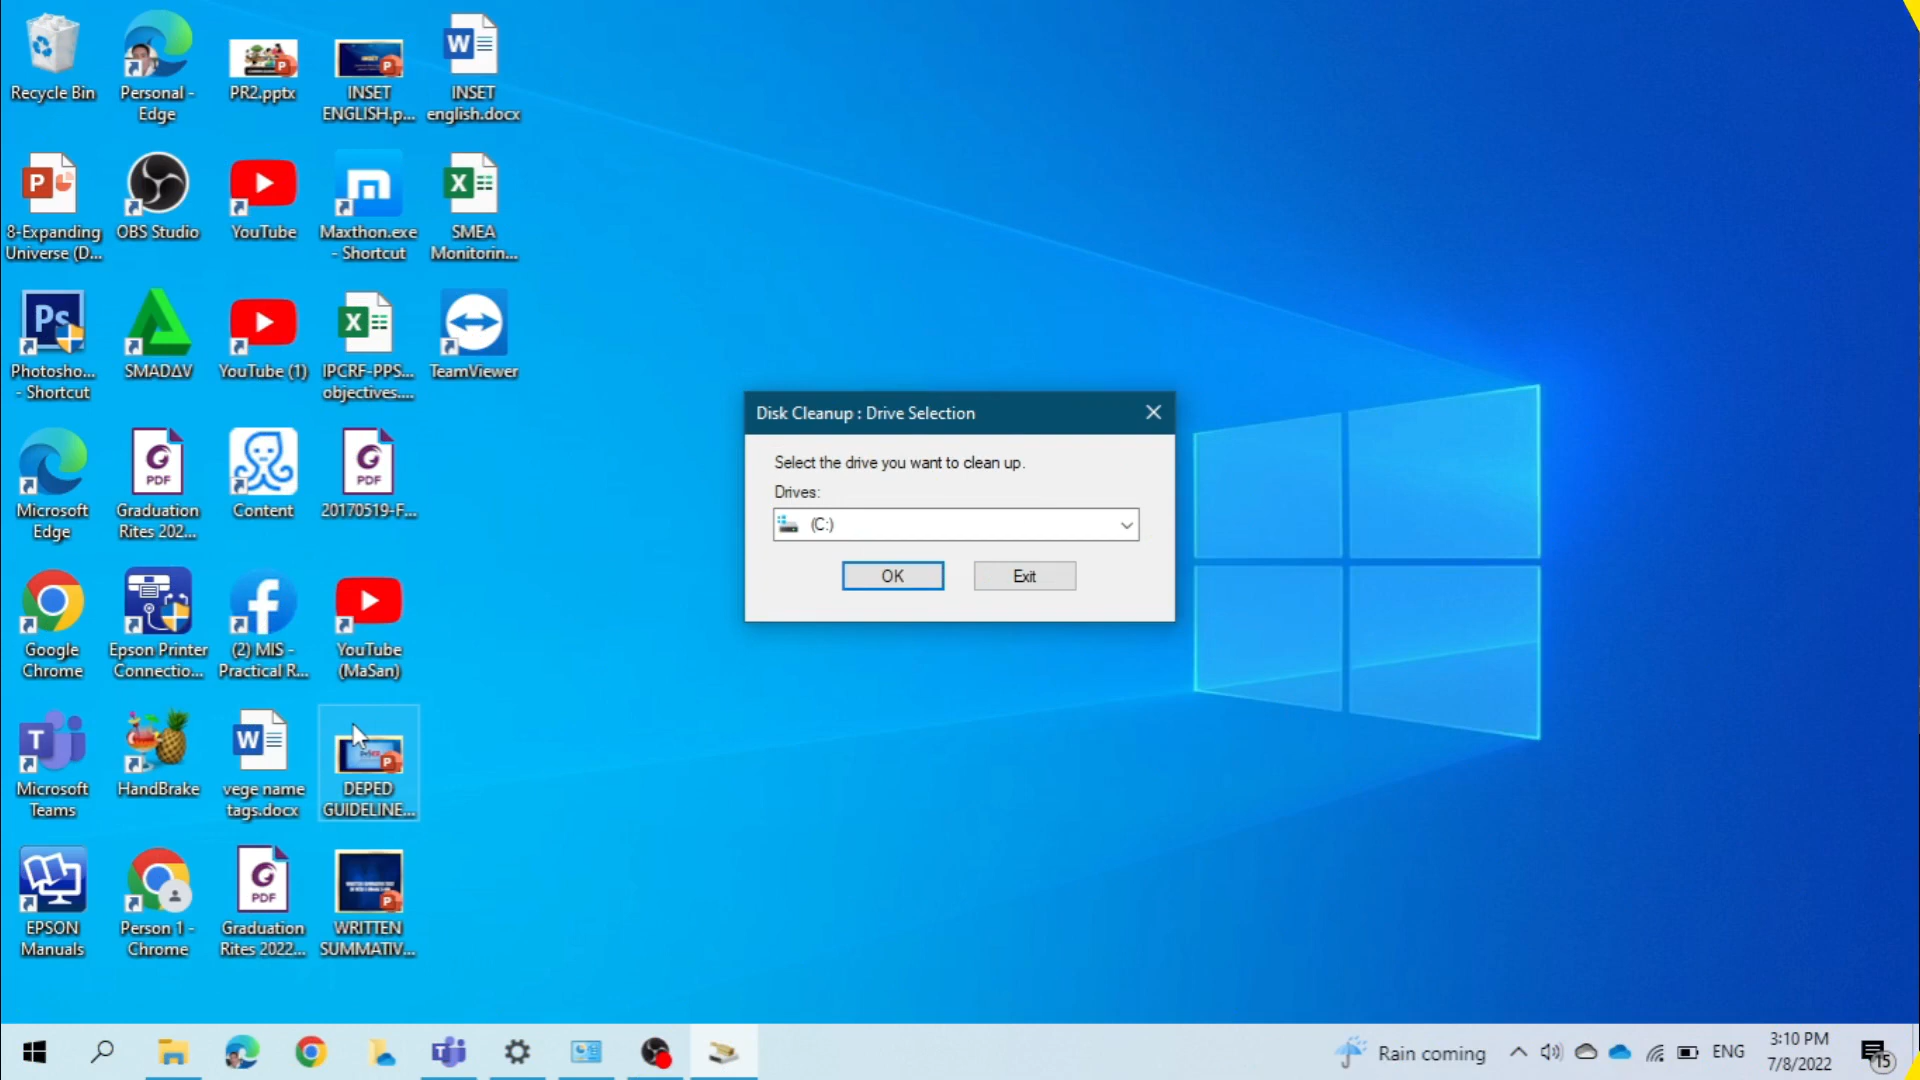 Recycle Bin
Personal -
Edge
PR2.pptx
INSET
ENGLISH.p...
INSET
english.docx
8-Expanding
Universe (D...
OBS Studio
YouTube
Maxthon.exe
- Shortcut
SMEA
Monitorin...
Photosho...
- Shortcut
SMADΔV
YouTube (1)
IPCRF-PPS...
objectives....
TeamViewer
Microsoft
Edge
Graduation
Rites 202...
Content
20170519-F...
Google
Chrome
Epson Printer
Connectio...
(2) MIS -
Practical R...
YouTube
(MaSan)
Microsoft
Teams
HandBrake
vege name
tags.docx
DEPED
GUIDELINE...
EPSON
Manuals
Person 1 -
Chrome
Graduation
Rites 2022...
WRITTEN
SUMMATIV...
Disk Cleanup : Drive Selection
Select the drive you want to clean up.
Drives:
(C:)
OK
Exit
Rain coming
ENG
3:10 PM
7/8/2022
15